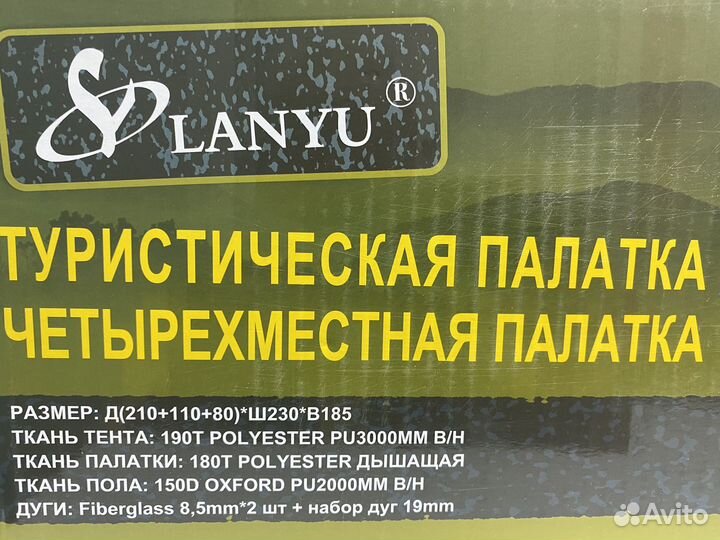 LANYU ®
ТУРИСТИЧЕСКАЯ ПАЛАТКА
ЧЕТЫРЕХМЕСТНАЯ ПАЛАТКА
РАЗМЕР: Д(210+110+80)*Ш230*В185
ТКАНЬ ТЕНТА: 190T POLYESTER PU3000MM В/Н
ТКАНЬ ПАЛАТКИ: 180T POLYESTER ДЫШАЩАЯ
ТКАНЬ ПОЛА: 150D OXFORD PU2000MM В/Н
ДУГИ: Fiberglass 8,5mm*2 шт + набор дуг 19mm
Avito